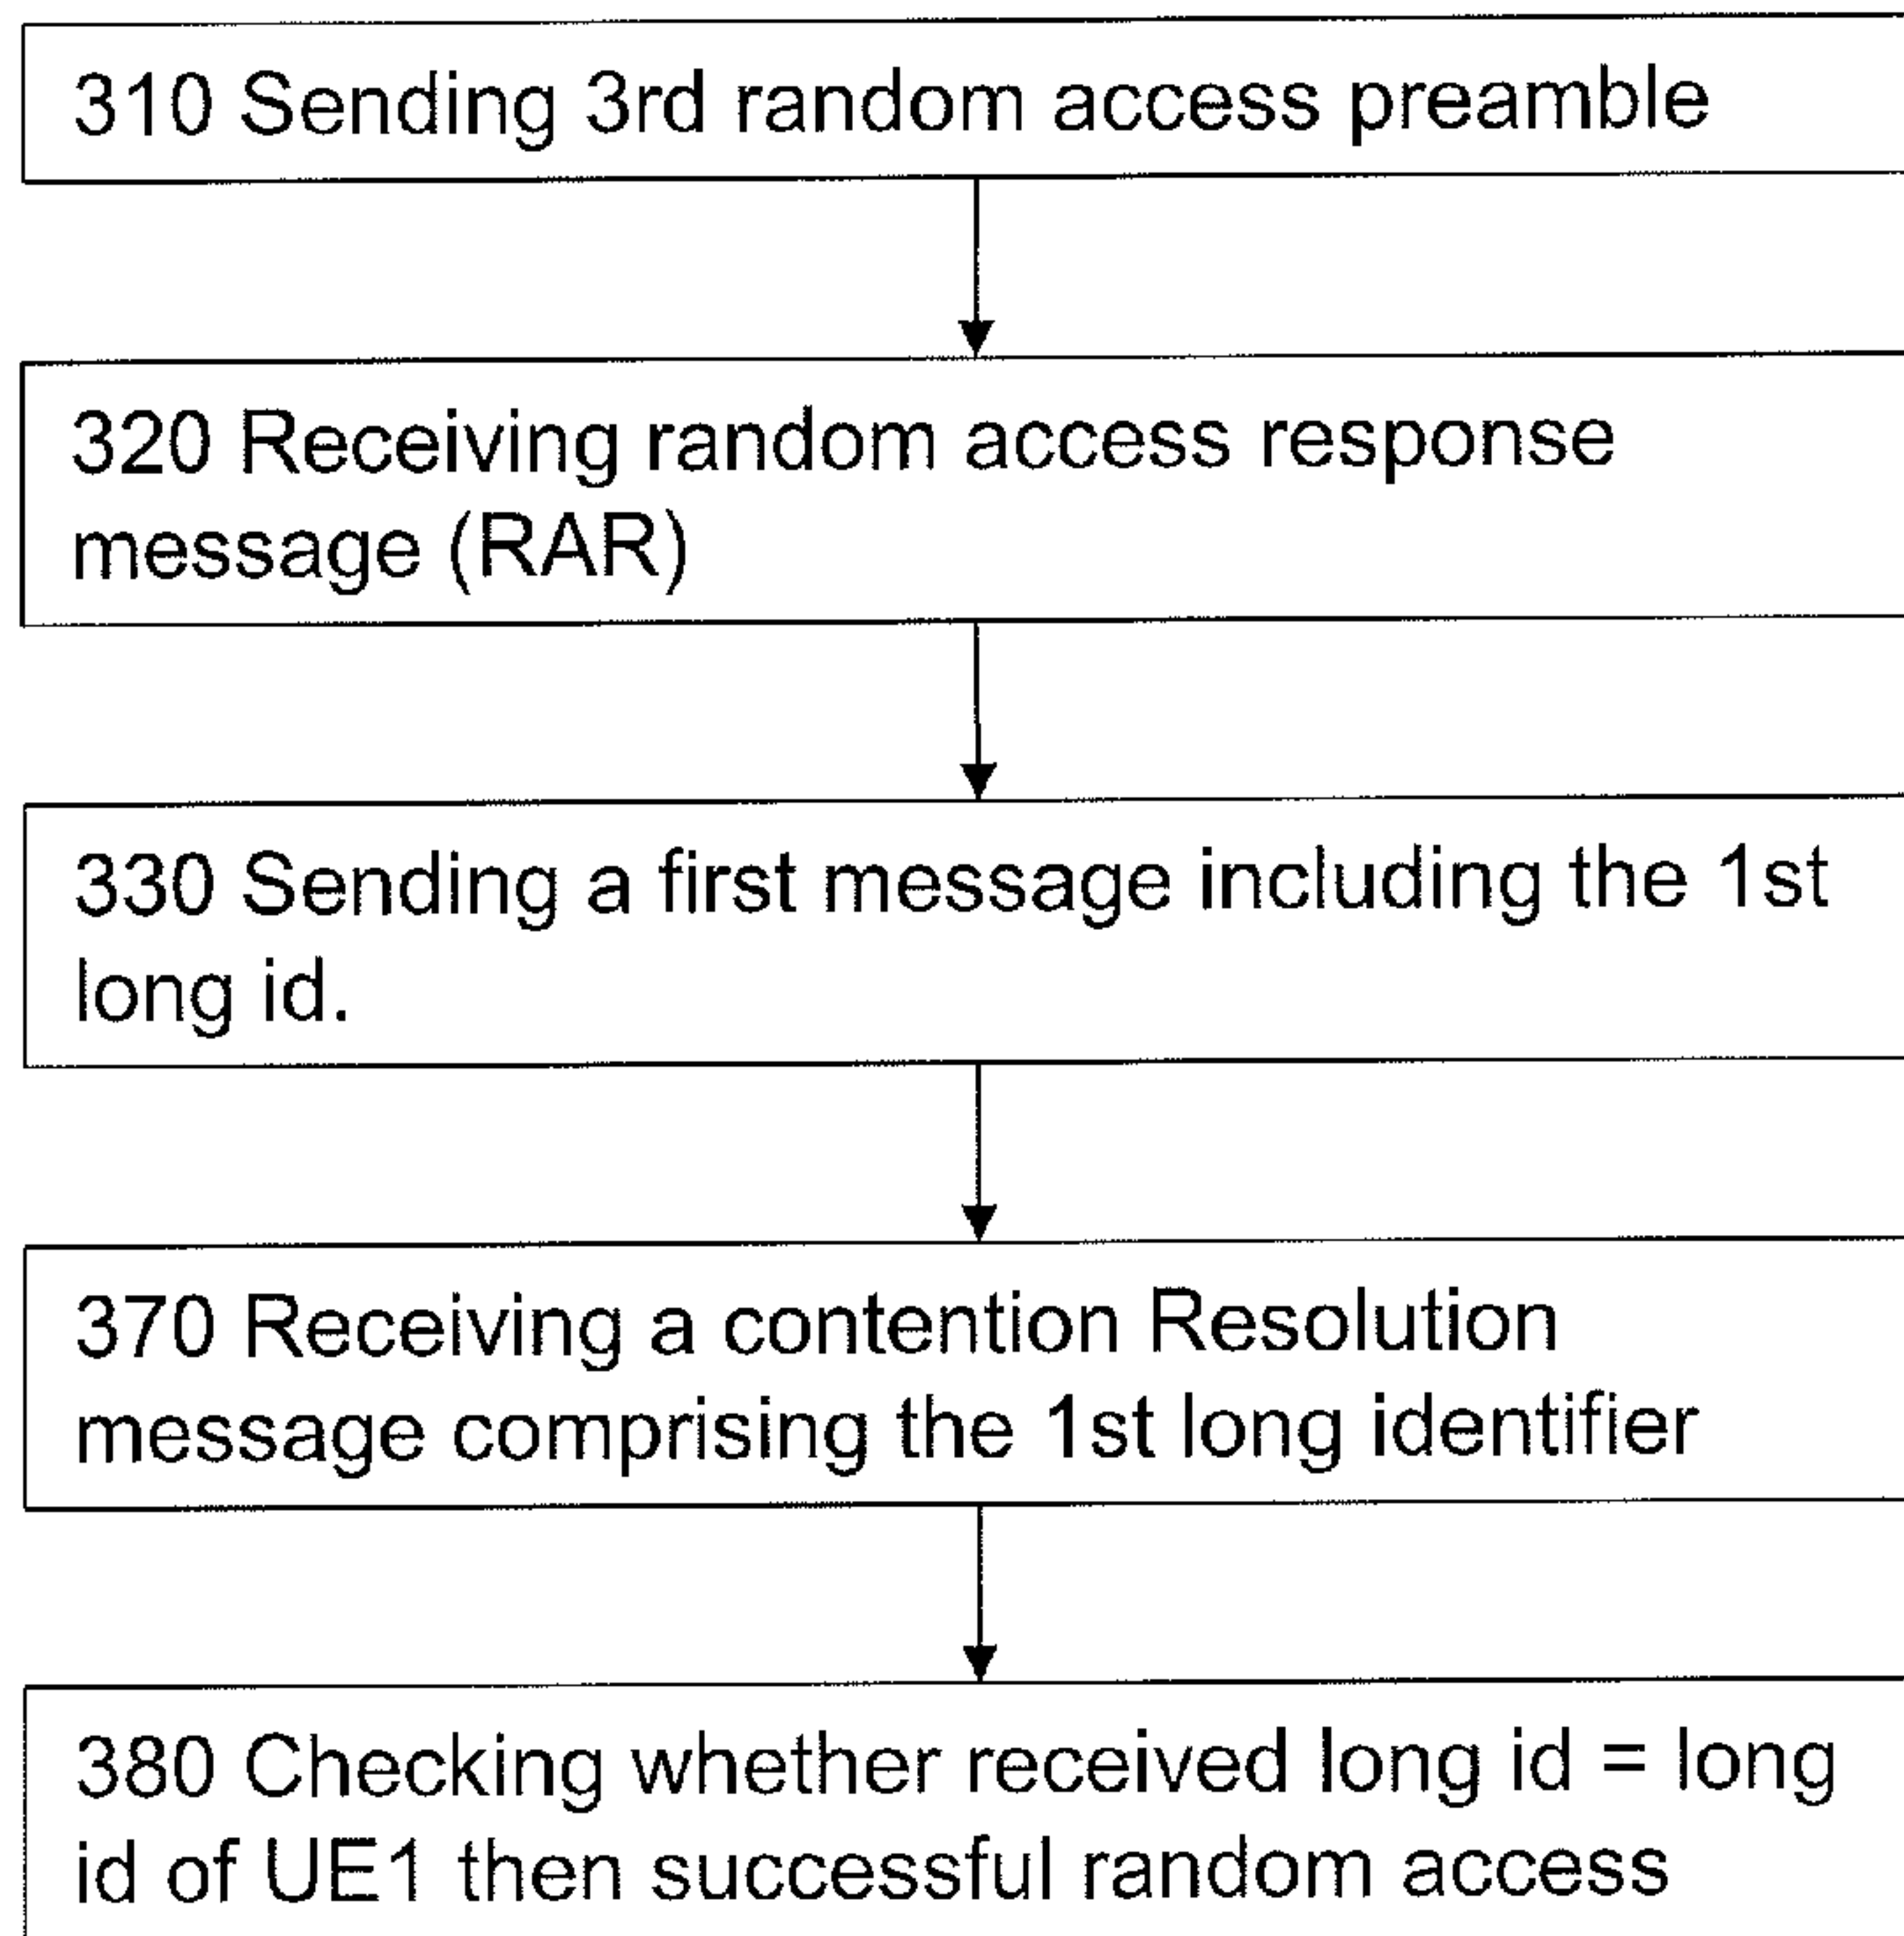 310 Sending 3rd random access preamble
320 Receiving random access response
message (RAR)
330 Sending a first message including the 1st
long id.
370 Receiving a contention Resolution
message comprising the 1st long identifier
380 Checking whether received long id = long
id of UE1 then successful random access